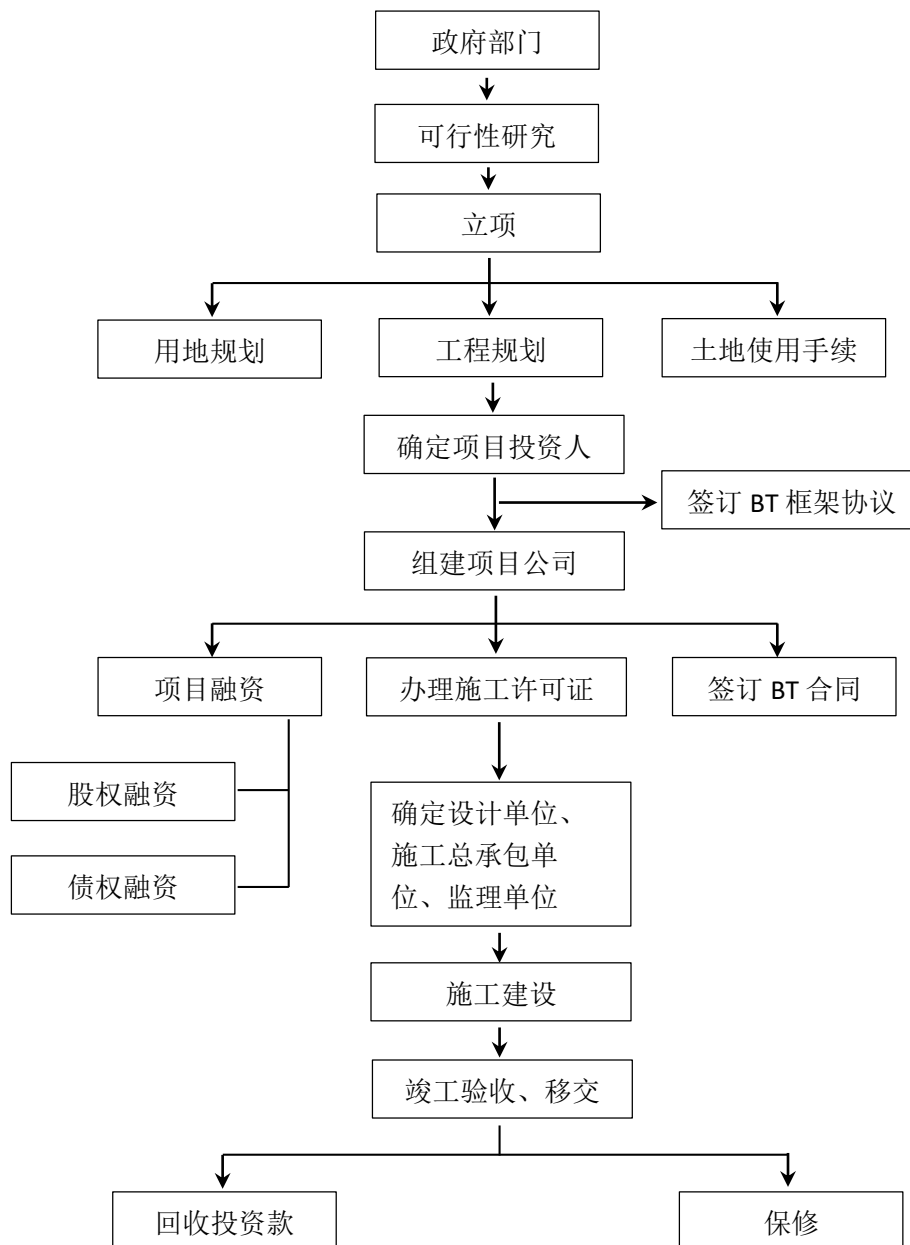 政府部门
可行性研究
立项
用地规划
工程规划
土地使用手续
确定项目投资人
签订 BT 框架协议
组建项目公司
项目融资
办理施工许可证
签订 BT 合同
股权融资
确定设计单位、
施工总承包单
位、监理单位
债权融资
施工建设
竣工验收、移交
回收投资款
保修